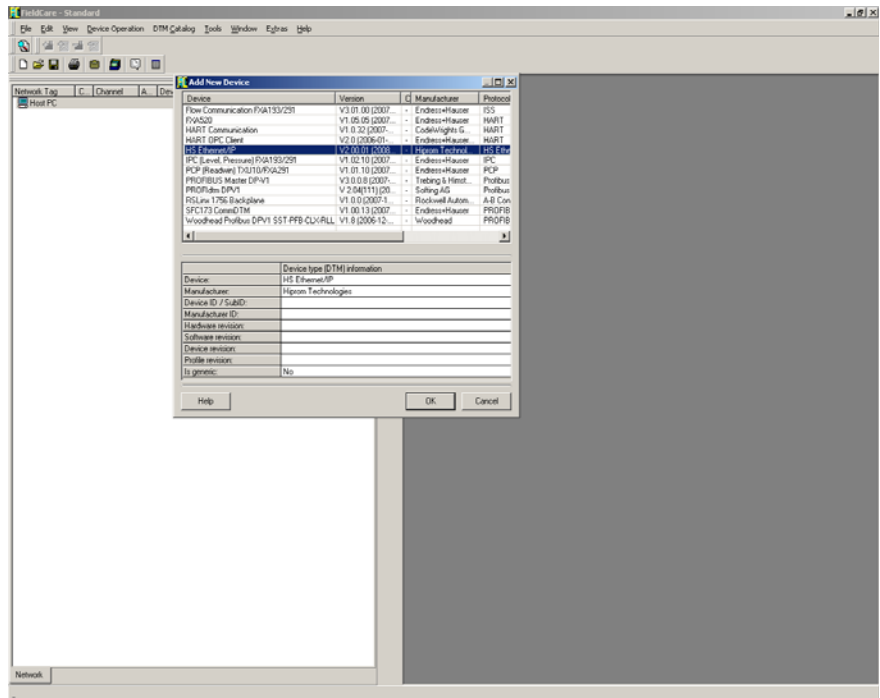 FieldCare - Standard
File Edit View Device Operation DTM Catalog Tools Window Extras Help
Network Tag C... Channel A... Dev
Host PC
Add New Device
Device Version C Manufacturer Protocol
Flow Communication FXA193/291 V3.01.00 (2007... - Endress+Hauser ISS
FXA520 V1.05.05 (2007... - Endress+Hauser HART
HART Communication V1.0.32 (2007-... - CodeWrights G... HART
HART OPC Client V2.0 (2006-01-... - Endress+Hauser... HART
HS Ethernet/IP V2.00.01 (2008... - Hiprom Technol... HS Ethe
IPC (Level, Pressure) FXA193/291 V1.02.10 (2007... - Endress+Hauser IPC
PCP (Readwin) TXU10/FXA291 V1.01.10 (2007... - Endress+Hauser PCP
PROFIBUS Master DP-V1 V3.0.0.8 (2007-... - Trebing & Himst... Profibus
PROFIdtm DPV1 V 2.04(111) (20... - Softing AG Profibus
RSLinx 1756 Backplane V1.0.0 (2007-1... - Rockwell Autom... A-B Con
SFC173 CommDTM V1.00.13 (2007... - Endress+Hauser PROFIB
Woodhead Profibus DPV1 SST-PFB-CLX-RLL V1.8 (2006-12-... - Woodhead PROFIB
Device type (DTM) information
Device: HS Ethernet/IP
Manufacturer: Hiprom Technologies
Device ID / SubID:
Manufacturer ID:
Hardware revision:
Software revision:
Device revision:
Profile revision:
Is generic: No
Help OK Cancel
Network